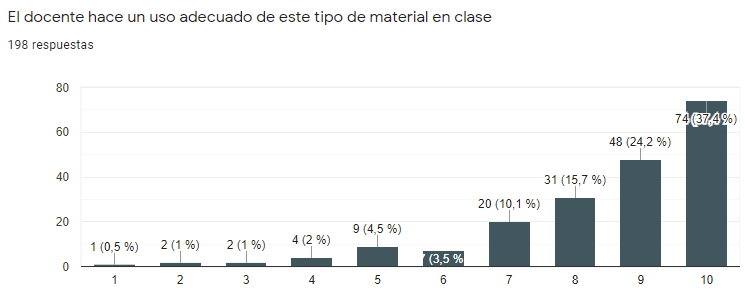 El docente hace un uso adecuado de este tipo de material en clase
198 respuestas
80
60
40
20
0
1 (0,5 %)
2 (1 %)
2 (1 %)
4 (2 %)
9 (4,5 %)
7 (3,5 %
20 (10,1 %)
31 (15,7 %)
48 (24,2 %)
74 (37,4 %)
1 2 3 4 5 6 7 8 9 10